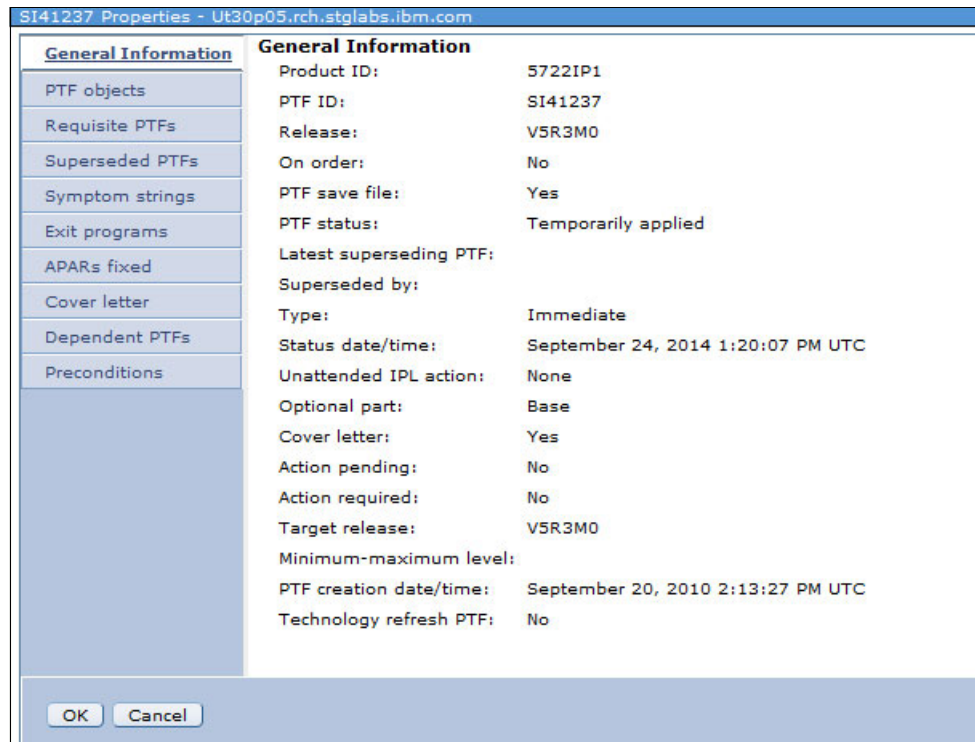 SI41237 Properties - Ut30p05.rch.stglabs.ibm.com
General Information
PTF objects
Requisite PTFs
Superseded PTFs
Symptom strings
Exit programs
APARs fixed
Cover letter
Dependent PTFs
Preconditions
General Information
Product ID: 5722IP1
PTF ID: SI41237
Release: V5R3M0
On order: No
PTF save file: Yes
PTF status: Temporarily applied
Latest superseding PTF:
Superseded by:
Type: Immediate
Status date/time: September 24, 2014 1:20:07 PM UTC
Unattended IPL action: None
Optional part: Base
Cover letter: Yes
Action pending: No
Action required: No
Target release: V5R3M0
Minimum-maximum level:
PTF creation date/time: September 20, 2010 2:13:27 PM UTC
Technology refresh PTF: No
OK Cancel